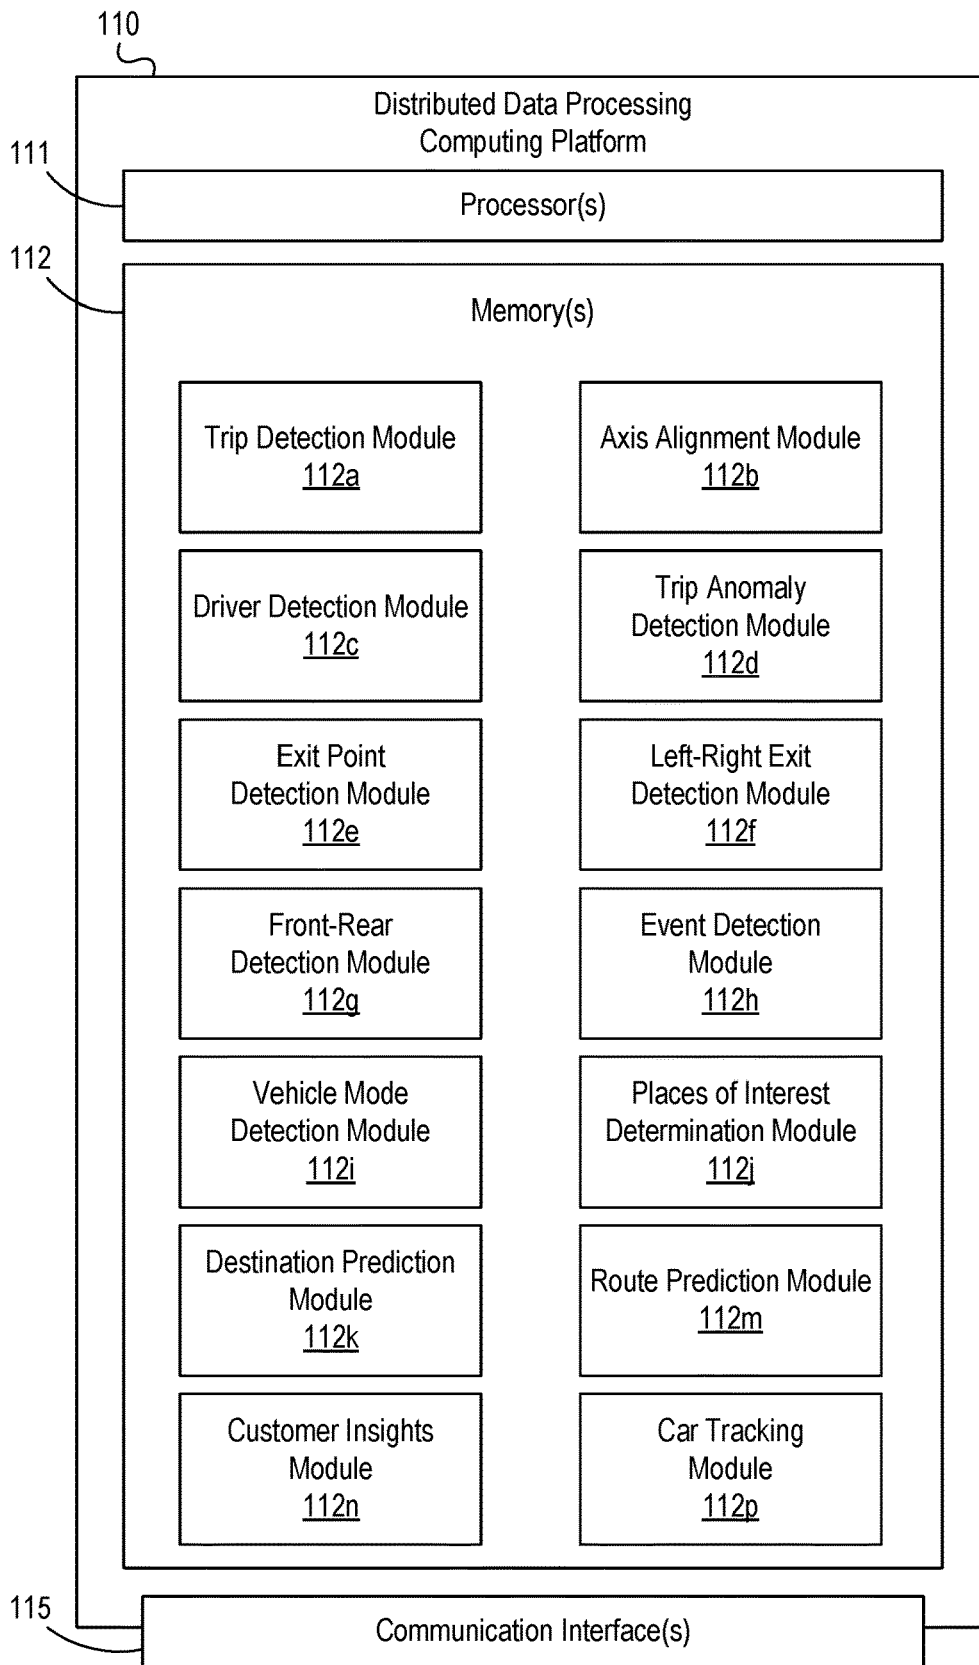 110
Distributed Data Processing
Computing Platform
111
Processor(s)
112
Memory(s)
Trip Detection Module
112a
Axis Alignment Module
112b
Driver Detection Module
112c
Trip Anomaly
Detection Module
112d
Exit Point
Detection Module
112e
Left-Right Exit
Detection Module
112f
Front-Rear
Detection Module
112g
Event Detection
Module
112h
Vehicle Mode
Detection Module
112i
Places of Interest
Determination Module
112j
Destination Prediction
Module
112k
Route Prediction Module
112m
Customer Insights
Module
112n
Car Tracking
Module
112p
115
Communication Interface(s)